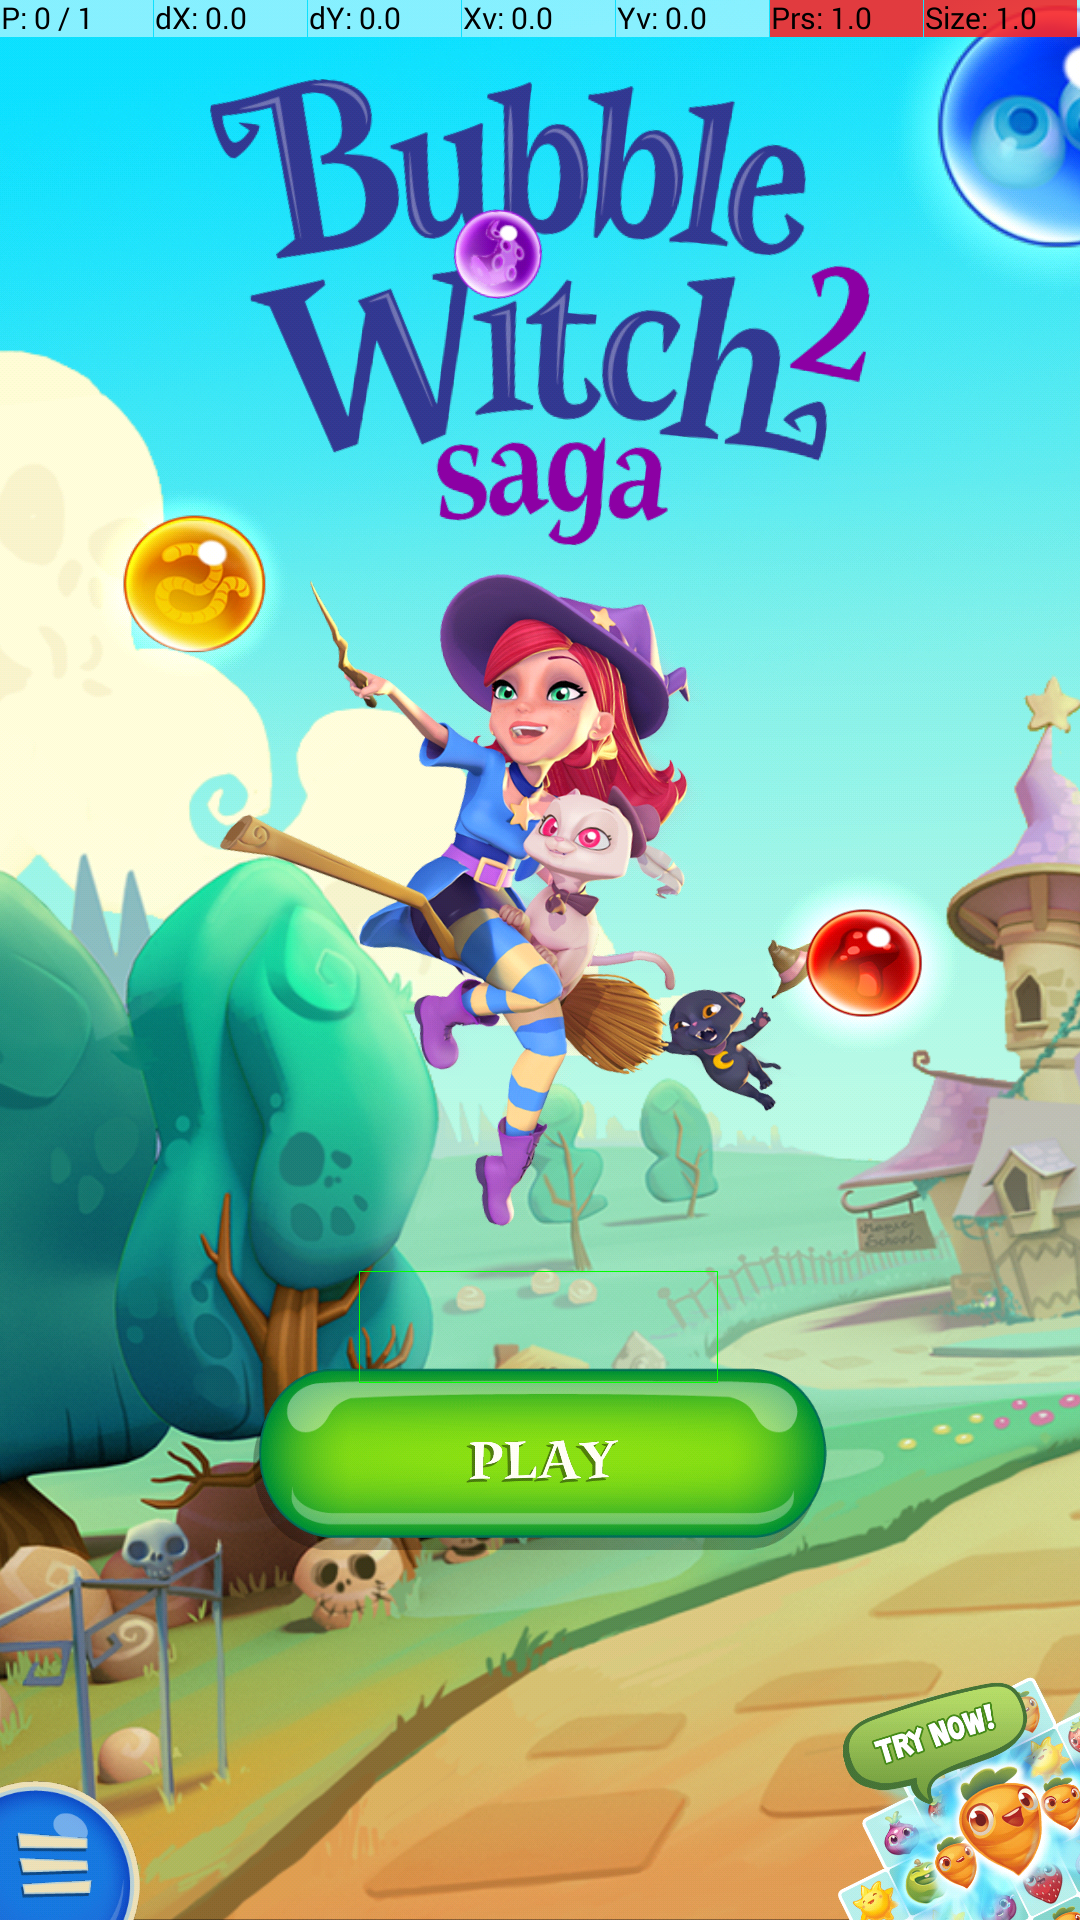 P: 0 / 1 dX: 0.0 dY: 0.0 Xv: 0.0 Yv: 0.0 Prs: 1.0 Size: 1.0
Bubble
Witch 2
saga
Magic
School
PLAY
TRY NOW!